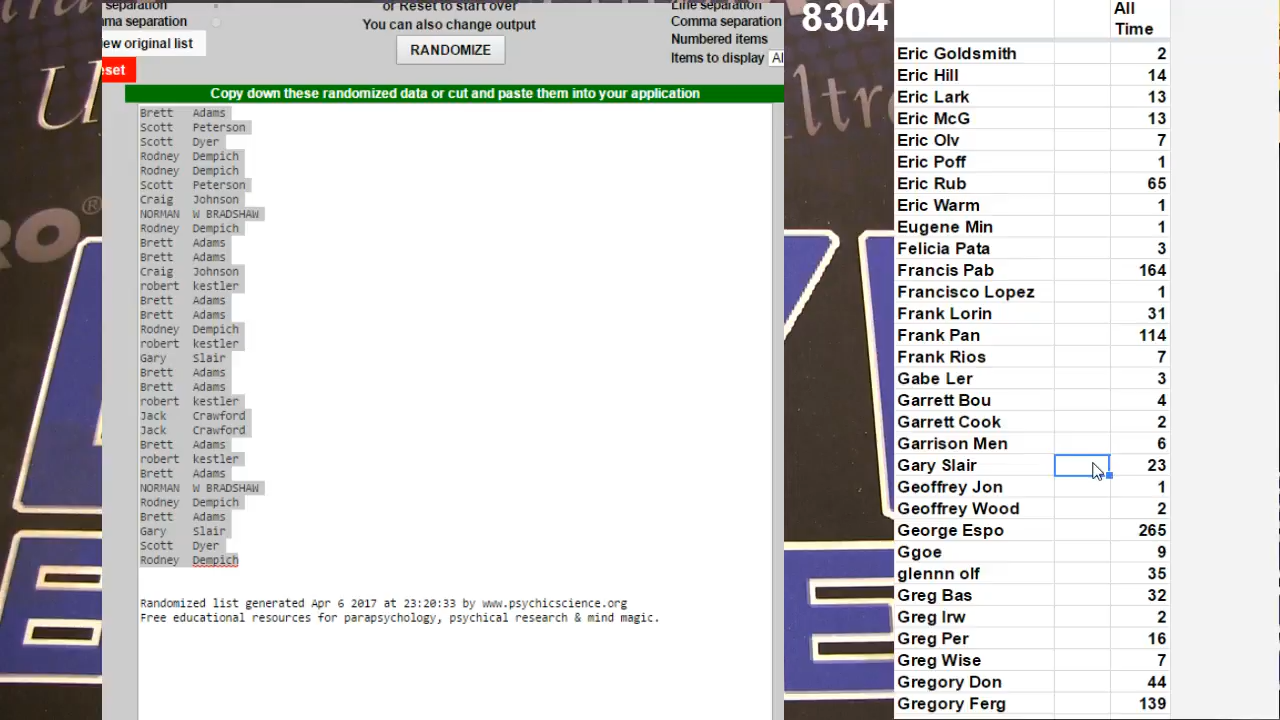 separation
mma separation
ew original list
eset
or Reset to start over
You can also change output
RANDOMIZE
Line separation
Comma separation
Numbered items
Items to display Al
Copy down these randomized data or cut and paste them into your application
Brett Adams
Scott Peterson
Scott Dyer
Rodney Dempich
Rodney Dempich
Scott Peterson
Craig Johnson
NORMAN W BRADSHAW
Rodney Dempich
Brett Adams
Brett Adams
Craig Johnson
robert kestler
Brett Adams
Brett Adams
Rodney Dempich
robert kestler
Gary Slair
Brett Adams
Brett Adams
robert kestler
Jack Crawford
Jack Crawford
Brett Adams
robert kestler
Brett Adams
NORMAN W BRADSHAW
Rodney Dempich
Brett Adams
Gary Slair
Scott Dyer
Rodney Dempich
Randomized list generated Apr 6 2017 at 23:20:33 by www.psychicscience.org
Free educational resources for parapsychology, psychical research & mind magic.
8304
All
Time
Eric Goldsmith 2
Eric Hill 14
Eric Lark 13
Eric McG 13
Eric Olv 7
Eric Poff 1
Eric Rub 65
Eric Warm 1
Eugene Min 1
Felicia Pata 3
Francis Pab 164
Francisco Lopez 1
Frank Lorin 31
Frank Pan 114
Frank Rios 7
Gabe Ler 3
Garrett Bou 4
Garrett Cook 2
Garrison Men 6
Gary Slair 23
Geoffrey Jon 1
Geoffrey Wood 2
George Espo 265
Ggoe 9
glennn olf 35
Greg Bas 32
Greg Irw 2
Greg Per 16
Greg Wise 7
Gregory Don 44
Gregory Ferg 139